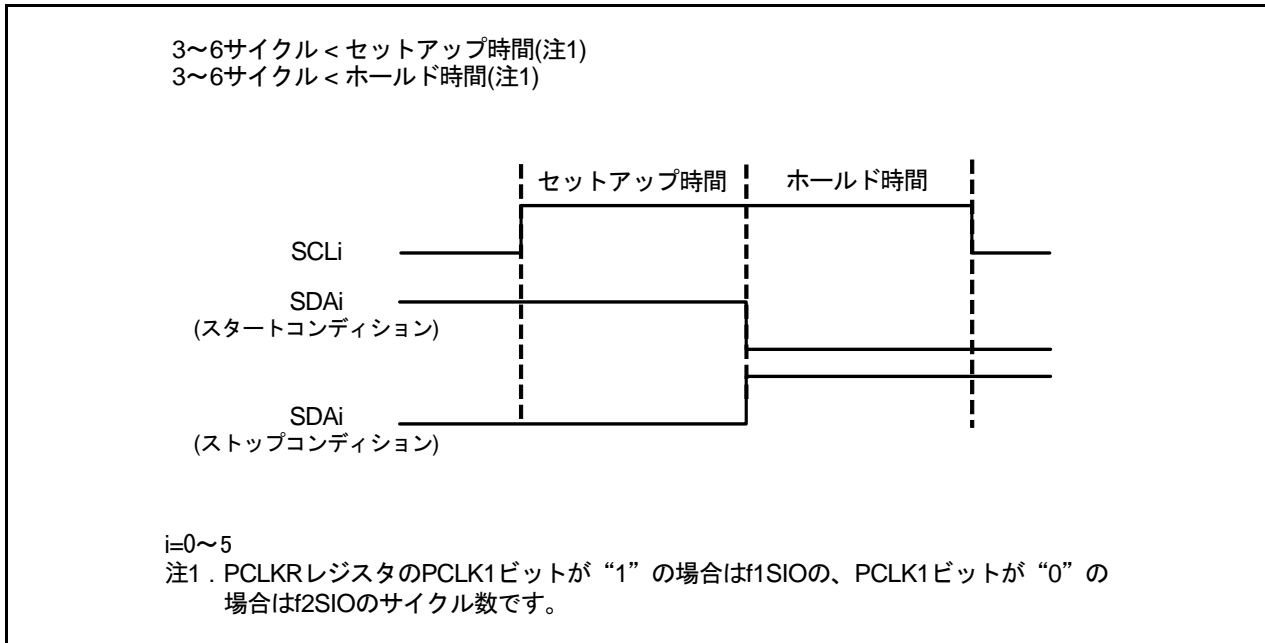 3～6サイクル < セットアップ時間(注1)
3～6サイクル < ホールド時間(注1)
セットアップ時間 ホールド時間
SCLi
SDAi
(スタートコンディション)
SDAi
(ストップコンディション)
i=0～5
注1．PCLKRレジスタのPCLK1ビットが“1”の場合はf1SIOの、PCLK1ビットが“0”の
場合はf2SIOのサイクル数です。